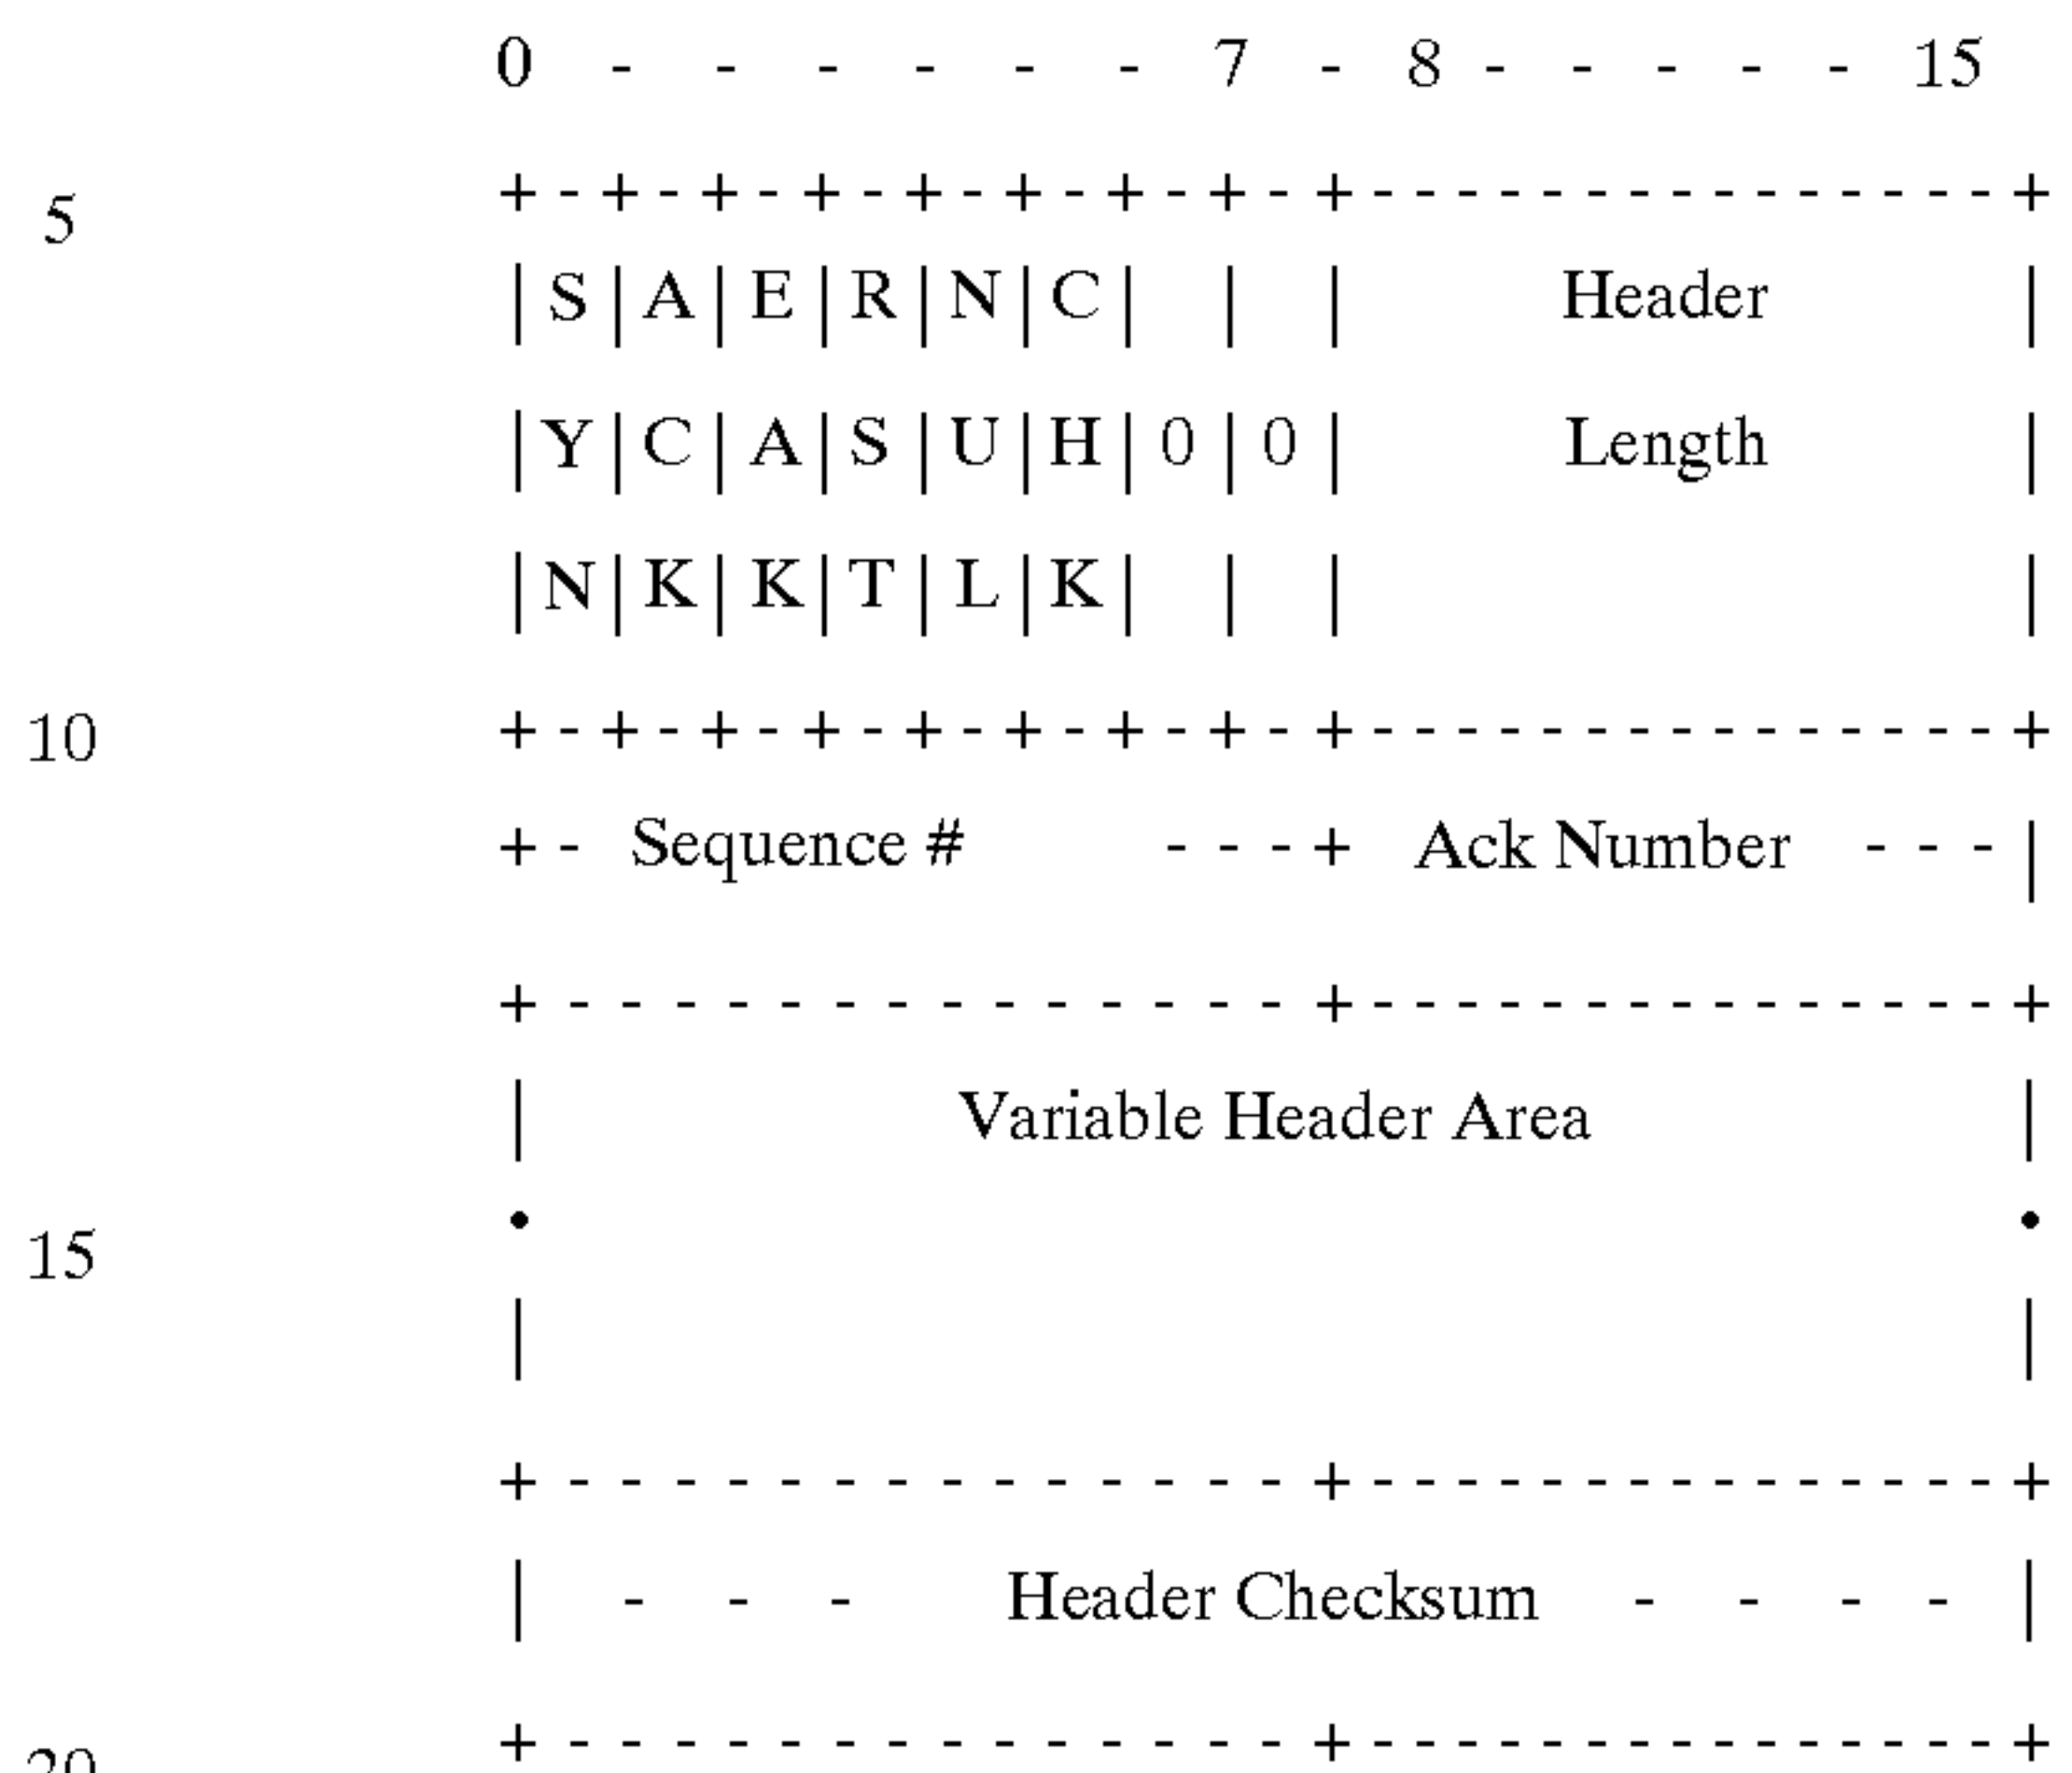 0 - - - - - - 7 - 8 - - - - - 15
5 +-+-+-+-+-+-+-+-+-----------------+
|S|A|E|R|N|C| | | Header |
|Y|C|A|S|U|H|0|0| Length |
|N|K|K|T|L|K| | | |
10 +-+-+-+-+-+-+-+-+----------------+
+- Sequence # ---+ Ack Number ---|
+--------------+---------------+
| Variable Header Area |
15 • •
| |
+--------------+---------------+
| - - - Header Checksum - - - - |
20 +--------------+---------------+